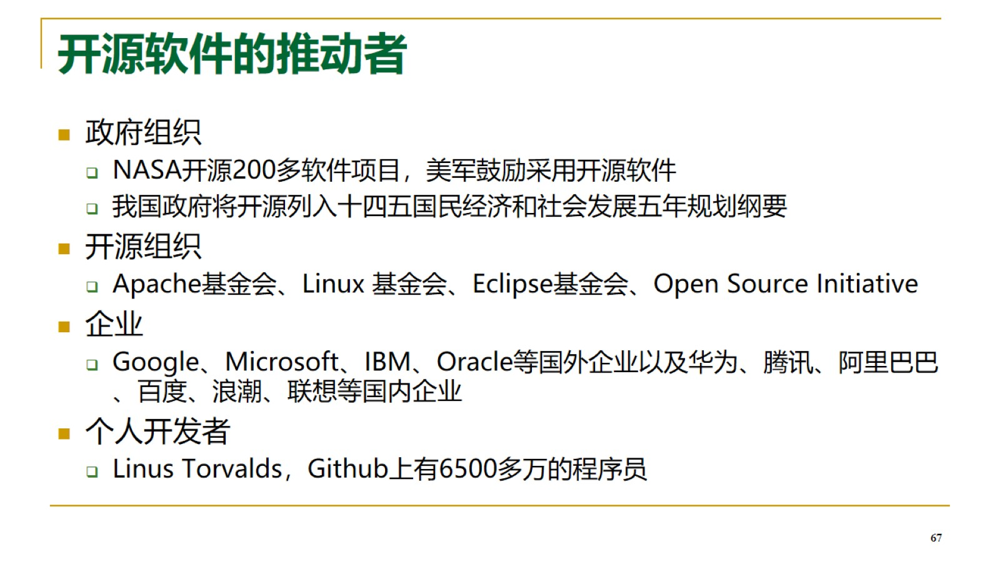 开源软件的推动者
政府组织
NASA开源200多软件项目，美军鼓励采用开源软件
我国政府将开源列入十四五国民经济和社会发展五年规划纲要
开源组织
Apache基金会、Linux 基金会、Eclipse基金会、Open Source Initiative
企业
Google、Microsoft、IBM、Oracle等国外企业以及华为、腾讯、阿里巴巴
、百度、浪潮、联想等国内企业
个人开发者
Linus Torvalds，Github上有6500多万的程序员
67